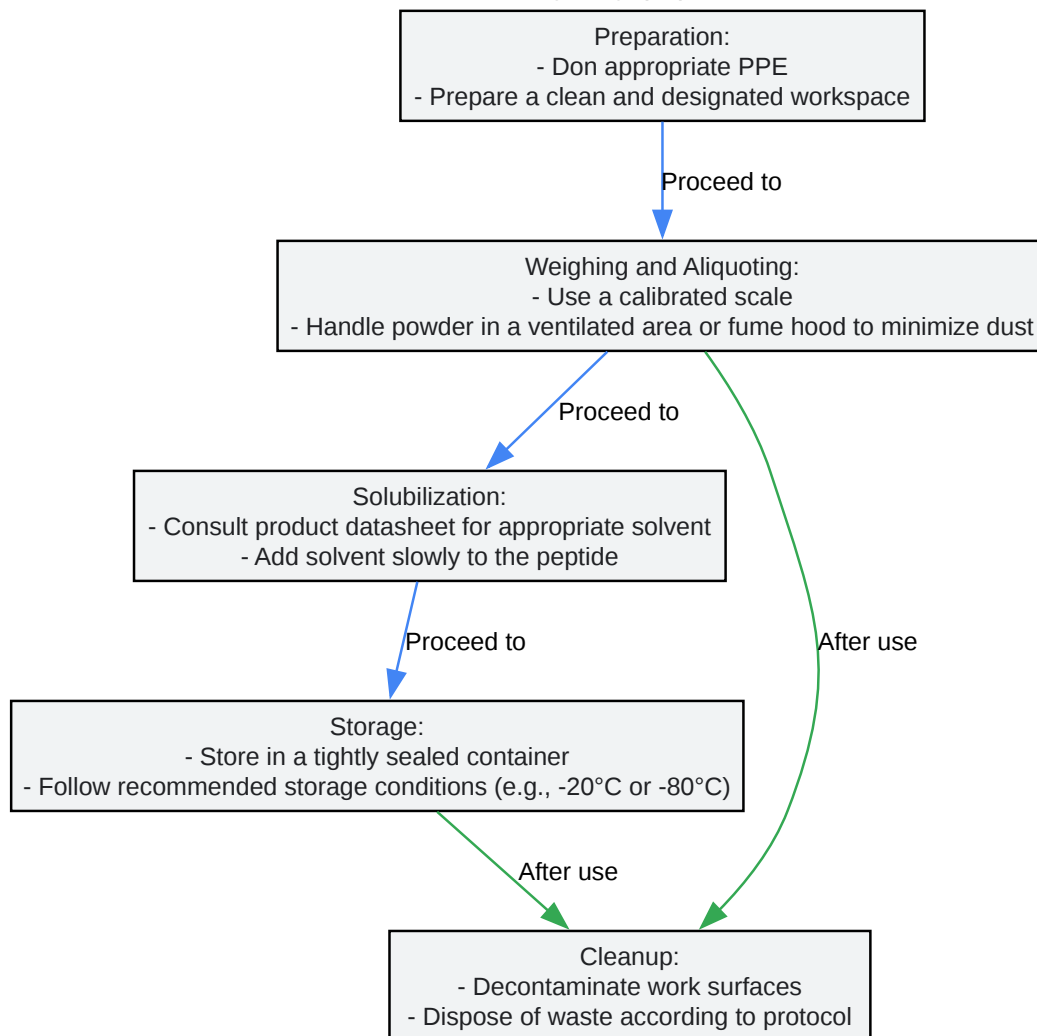 Preparation:
- Don appropriate PPE
- Prepare a clean and designated workspace
Proceed to
Weighing and Aliquoting:
- Use a calibrated scale
- Handle powder in a ventilated area or fume hood to minimize dust
Proceed to
Solubilization:
- Consult product datasheet for appropriate solvent
- Add solvent slowly to the peptide
Proceed to
After use
Storage:
- Store in a tightly sealed container
- Follow recommended storage conditions (e.g., -20°C or -80°C)
After use
Cleanup:
- Decontaminate work surfaces
- Dispose of waste according to protocol